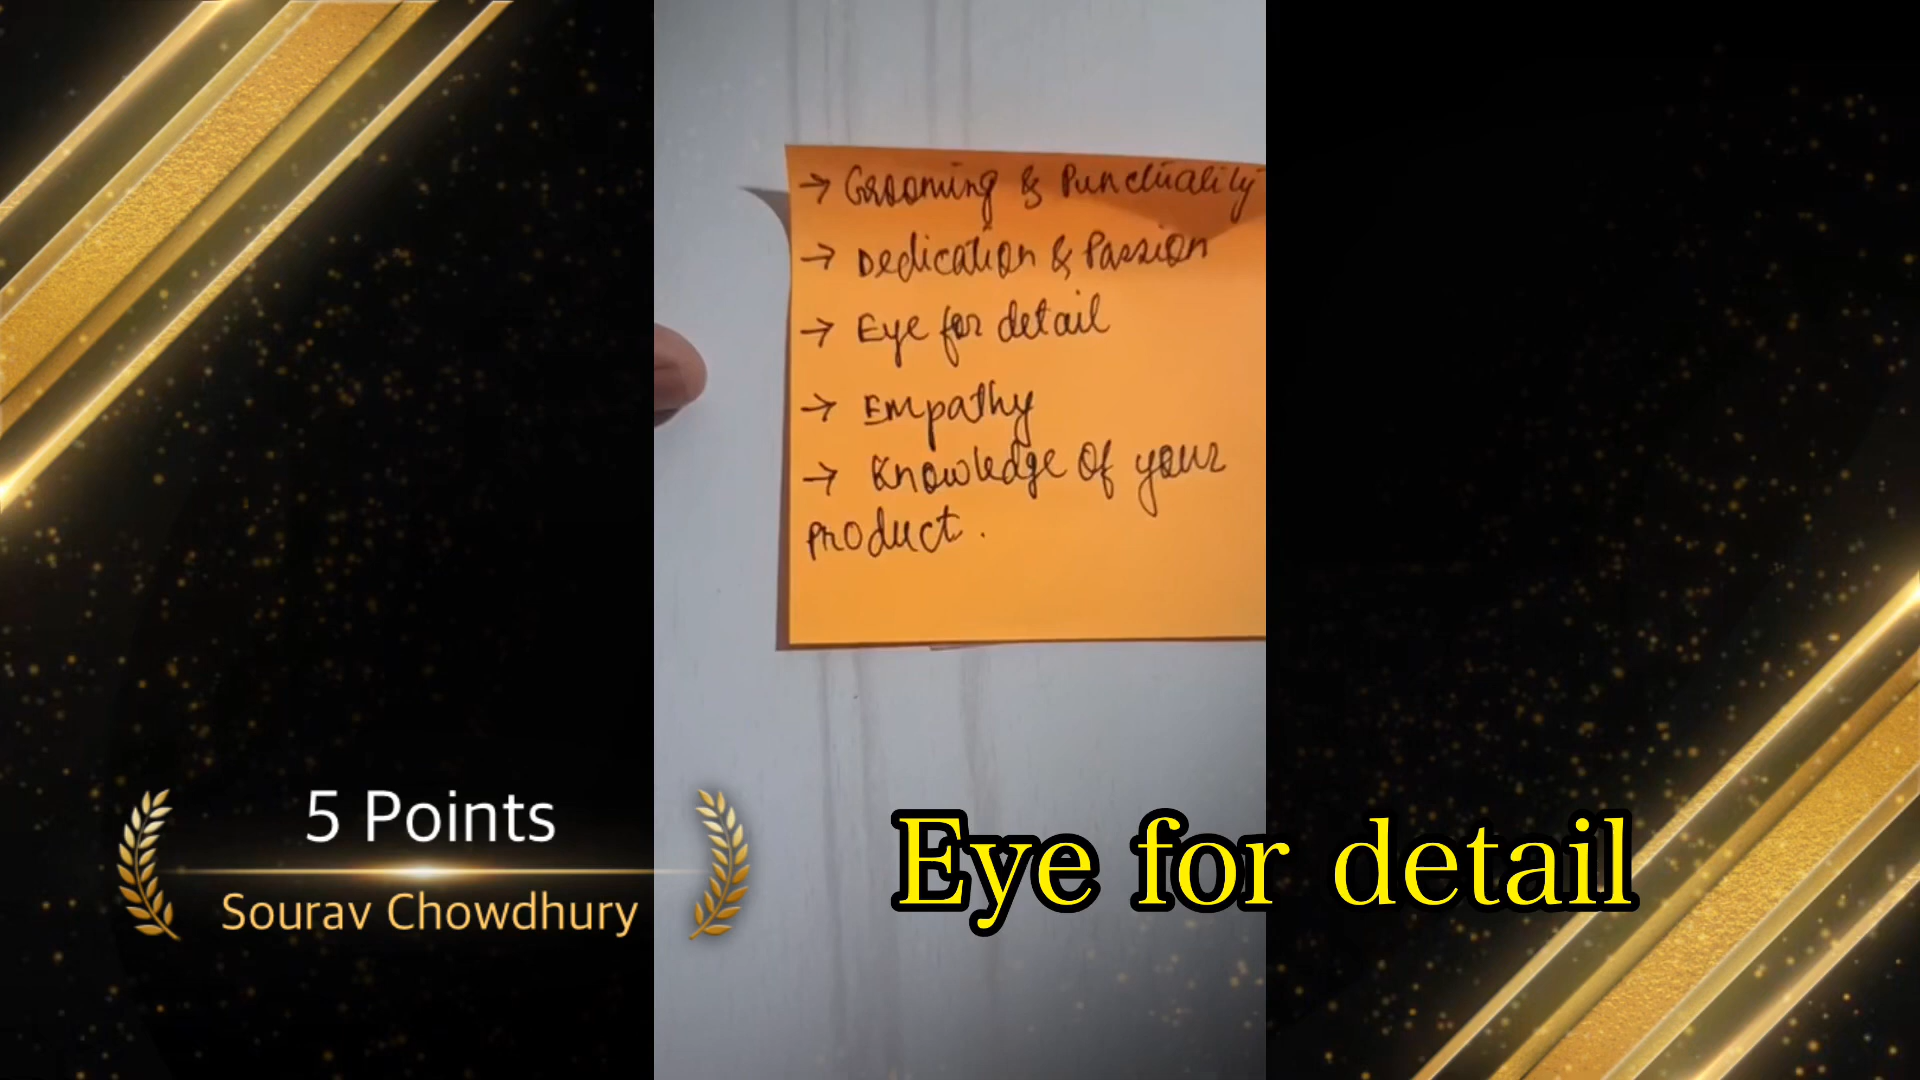 → Grooming & Punctuality
→ Dedication & Passion
→ Eye for detail
→ Empathy
→ Knowledge of your
product.
5 Points
Sourav Chowdhury
Eye for detail